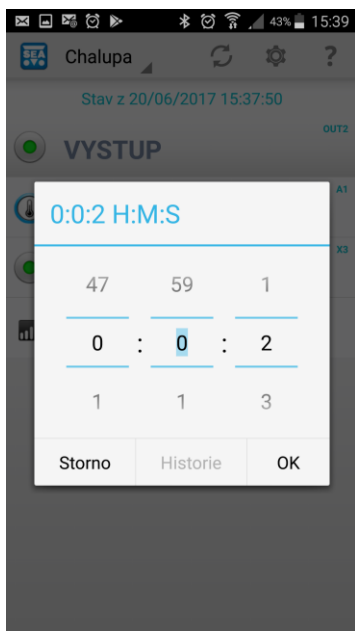 43% 15:39
SEA Chalupa ?
Stav z 20/06/2017 15:37:50
OUT2
VYSTUP
A1
0:0:2 H:M:S
X3
47 59 1
0 : 0 : 2
1 1 3
Storno Historie OK